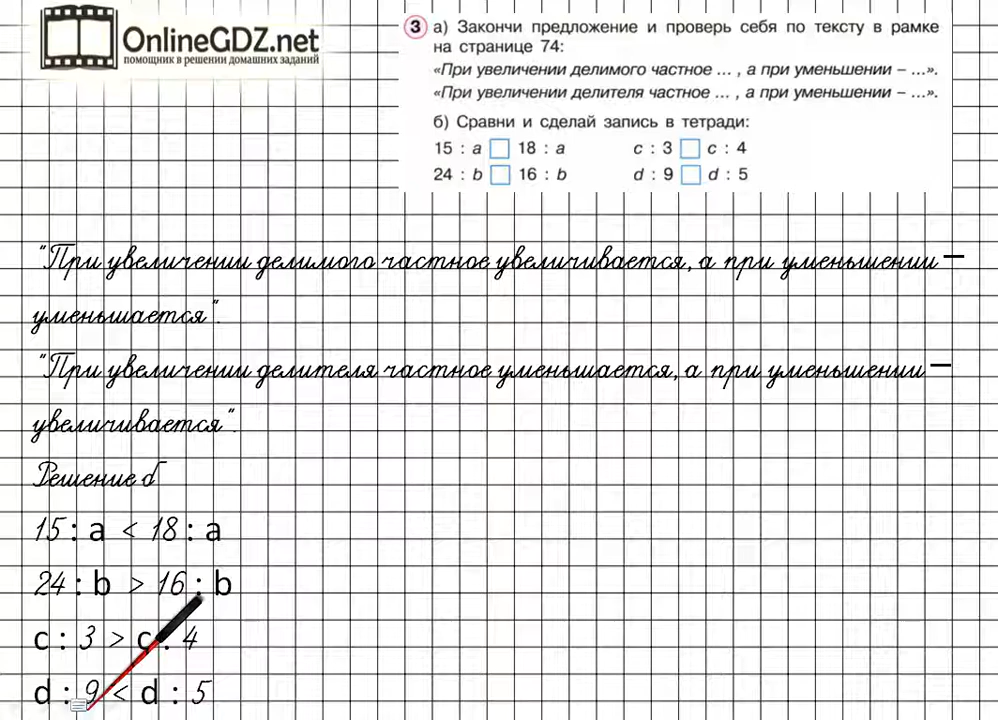 OnlineGDZ.net
помощник в решении домашних заданий
3 а) Закончи предложение и проверь себя по тексту в рамке
на странице 74:
«При увеличении делимого частное ... , а при уменьшении – ...».
«При увеличении делителя частное ... , а при уменьшении – ...».
б) Сравни и сделай запись в тетради:
15 : a □ 18 : a c : 3 □ c : 4
24 : b □ 16 : b d : 9 □ d : 5
"При увеличении делимого частное увеличивается, а при уменьшении —
уменьшается".
"При увеличении делителя частное уменьшается, а при уменьшении —
увеличивается".
Решение б
15 : a < 18 : a
24 : b > 16 : b
c : 3 > c : 4
d : 9 < d : 5